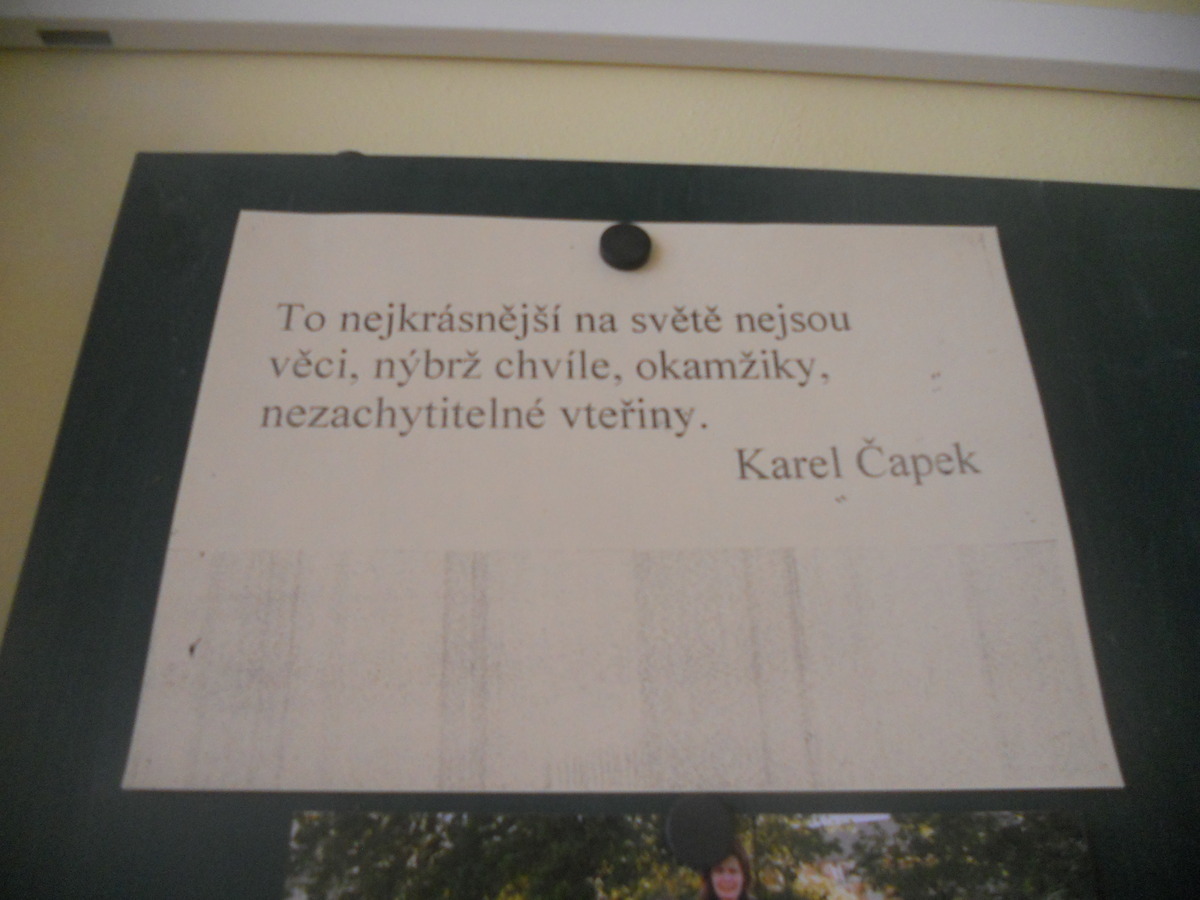 To nejkrásnější na světě nejsou
věci, nýbrž chvíle, okamžiky,
nezachytitelné vteřiny.
Karel Čapek